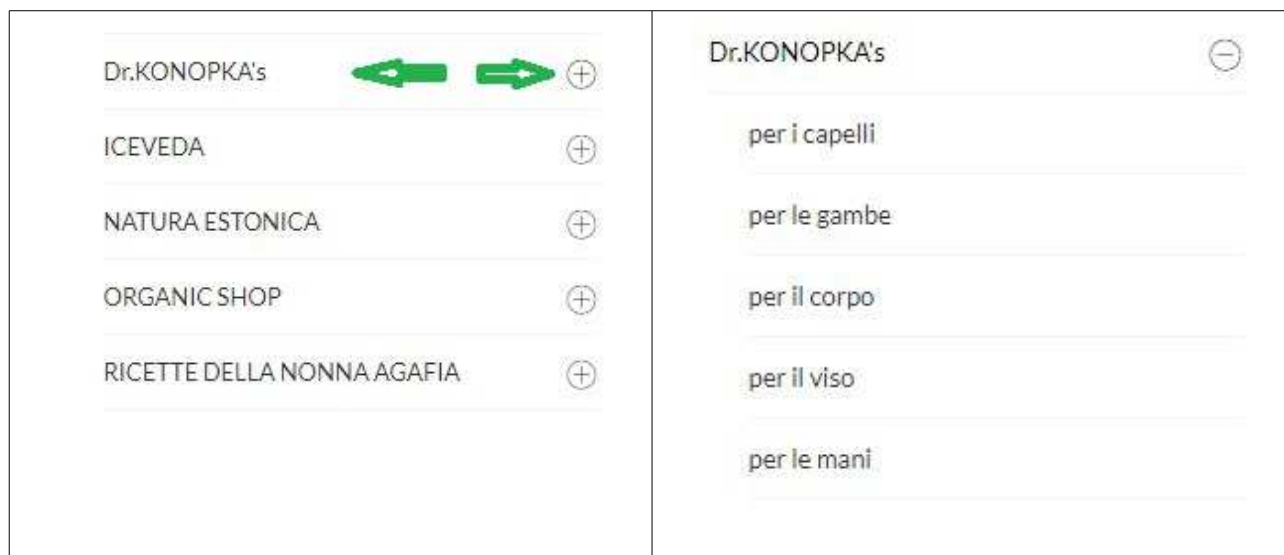 Dr.KONOPKA's
ICEVEDA
NATURA ESTONICA
ORGANIC SHOP
RICETTE DELLA NONNA AGAFIA
Dr.KONOPKA's
per i capelli
per le gambe
per il corpo
per il viso
per le mani